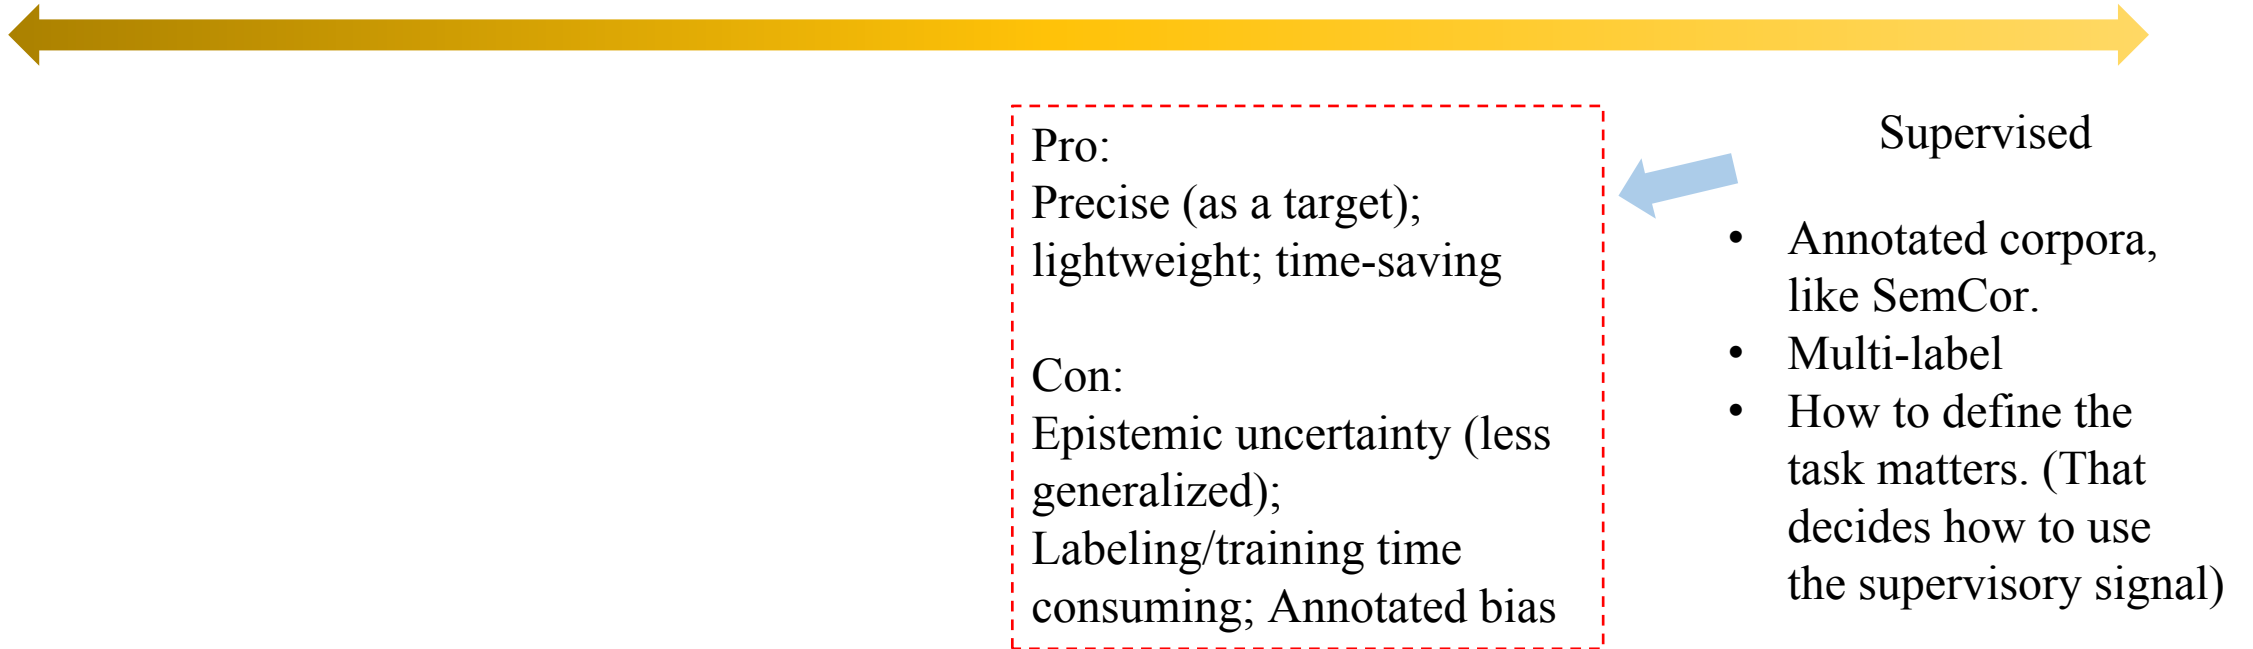 Pro:
Precise (as a target);
lightweight; time-saving
Con:
Epistemic uncertainty (less
generalized);
Labeling/training time
consuming; Annotated bias
Supervised
• Annotated corpora,
like SemCor.
• Multi-label
• How to define the
task matters. (That
decides how to use
the supervisory signal)